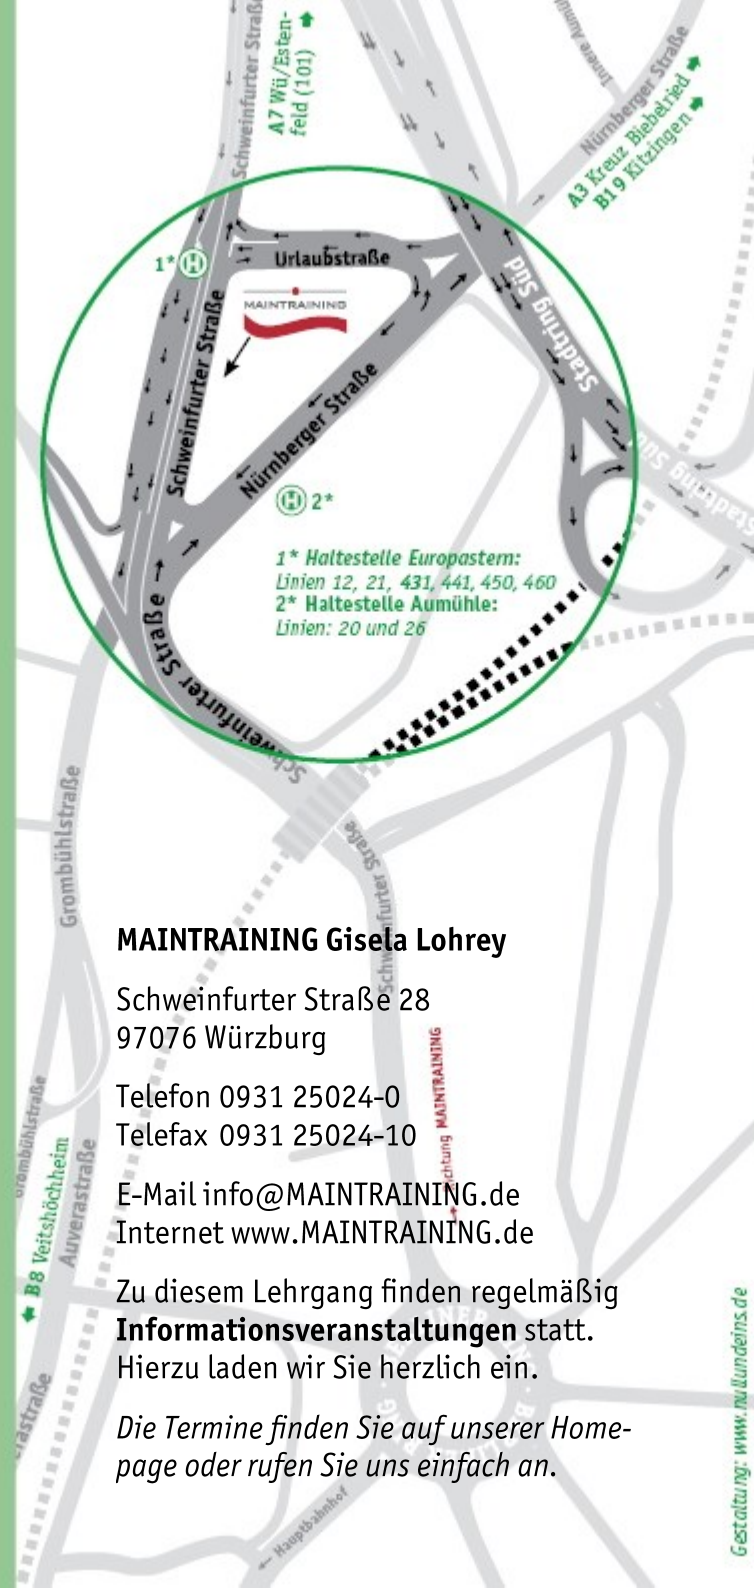 Schweinfurter Straße
A7 Wü/Esten-
feld (101)
Nürnberger Straße
A3 Kreuz Biebelried
B19 Kitzingen
1* H
Urlaubstraße
MAINTRAINING
Schweinfurter Straße
Nürnberger Straße
Stadtring Süd
Stadtring Süd
H 2*
1* Haltestelle Europastern:
Linien 12, 21, 431, 441, 450, 460
2* Haltestelle Aumühle:
Linien: 20 und 26
Schweinfurter Straße
Grombühlstraße
Schweinfurter Straße
MAINTRAINING Gisela Lohrey
Schweinfurter Straße 28
97076 Würzburg
Telefon 0931 25024-0
Telefax 0931 25024-10
Richtung MAINTRAINING
E-Mail info@MAINTRAINING.de
Internet www.MAINTRAINING.de
Grombühlstraße
B8 Veitshöchheim
Auverastraße
Zu diesem Lehrgang finden regelmäßig
Informationsveranstaltungen statt.
Hierzu laden wir Sie herzlich ein.
Die Termine finden Sie auf unserer Home-
page oder rufen Sie uns einfach an.
Hauptbahnhof
Gestaltung: www.nullundeins.de